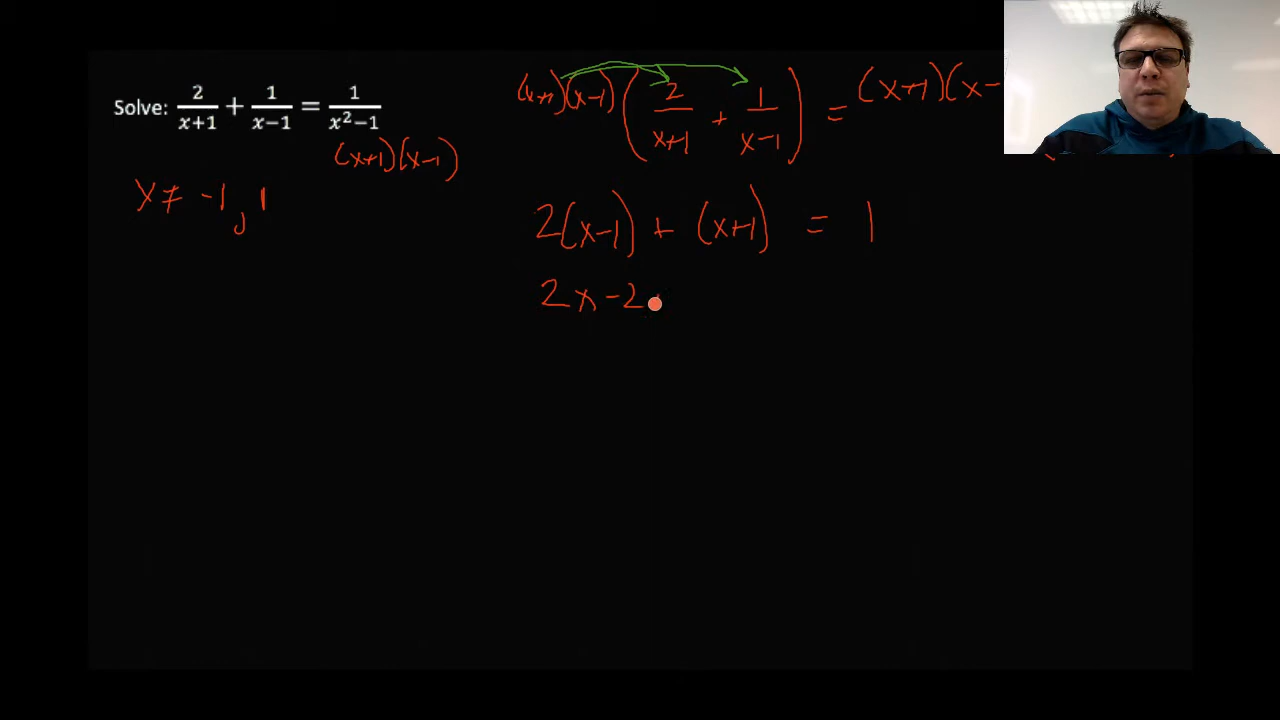 Solve: 2/(x+1) + 1/(x−1) = 1/(x²−1)
(x+1)(x-1)
x ≠ -1, 1
(x+1)(x-1) ( 2/(x+1) + 1/(x-1) ) = (x+1)(x-
2(x-1) + (x+1) = 1
2x-2